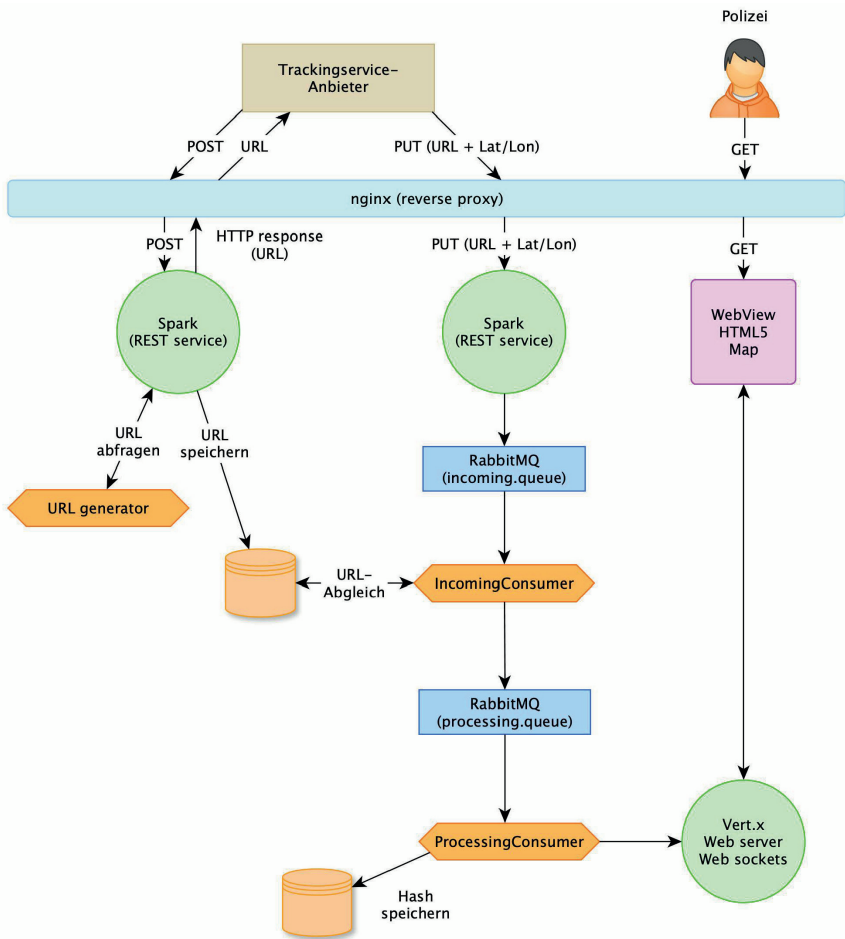 Polizei
Trackingservice-
Anbieter
POST
URL
PUT (URL + Lat/Lon)
GET
nginx (reverse proxy)
POST
HTTP response
(URL)
PUT (URL + Lat/Lon)
GET
Spark
(REST service)
Spark
(REST service)
WebView
HTML5
Map
URL
abfragen
URL
speichern
RabbitMQ
(incoming.queue)
URL generator
URL-
Abgleich
IncomingConsumer
RabbitMQ
(processing.queue)
ProcessingConsumer
Vert.x
Web server
Web sockets
Hash
speichern